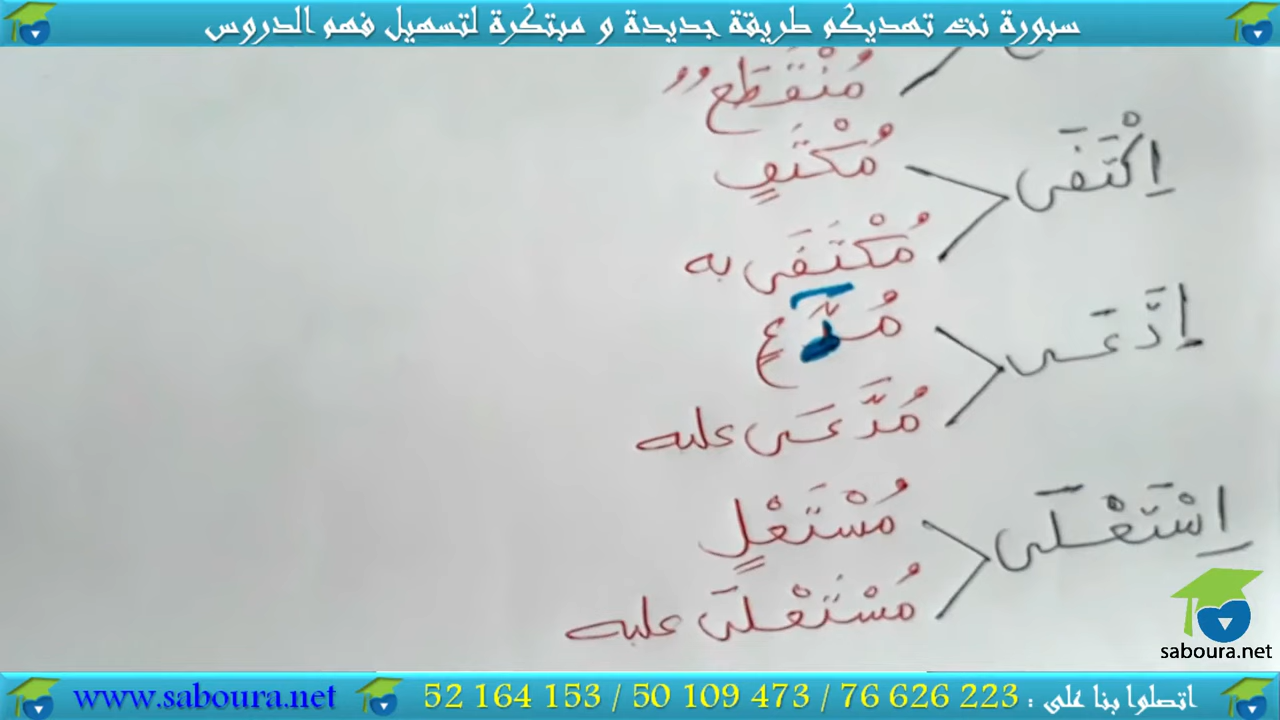 سبورة نت تهديكم طريقة جديدة و مبتكرة لتسهيل فهم الدروس
مُنْقَطَع
اِكْتَفَى
مُكْتَفٍ
مُكْتَفَى به
اِدَّعَى
مُدَّعٍ
مُدَّعَى عليه
اِسْتَعْلَى
مُسْتَعْلٍ
مُسْتَعْلَى عليه
saboura.net
www.saboura.net
اتصلوا بنا على : 52 164 153 / 50 109 473 / 76 626 223